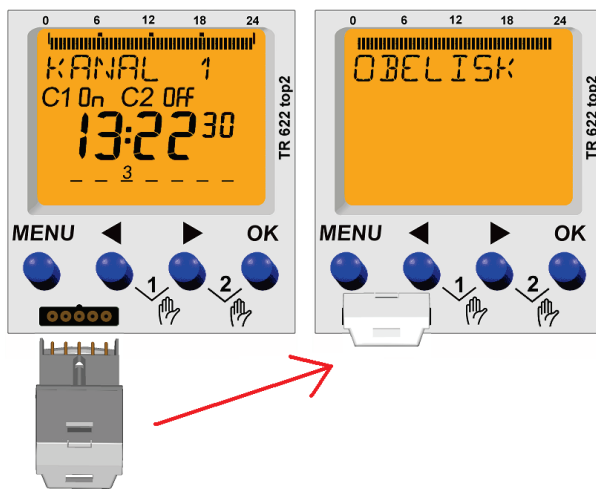 0 6 12 18 24
KANAL 1
C1 On C2 Off
13:22 30
3
TR 622 top2
MENU OK
1 2
0 6 12 18 24
OBELISK
TR 622 top2
MENU OK
1 2